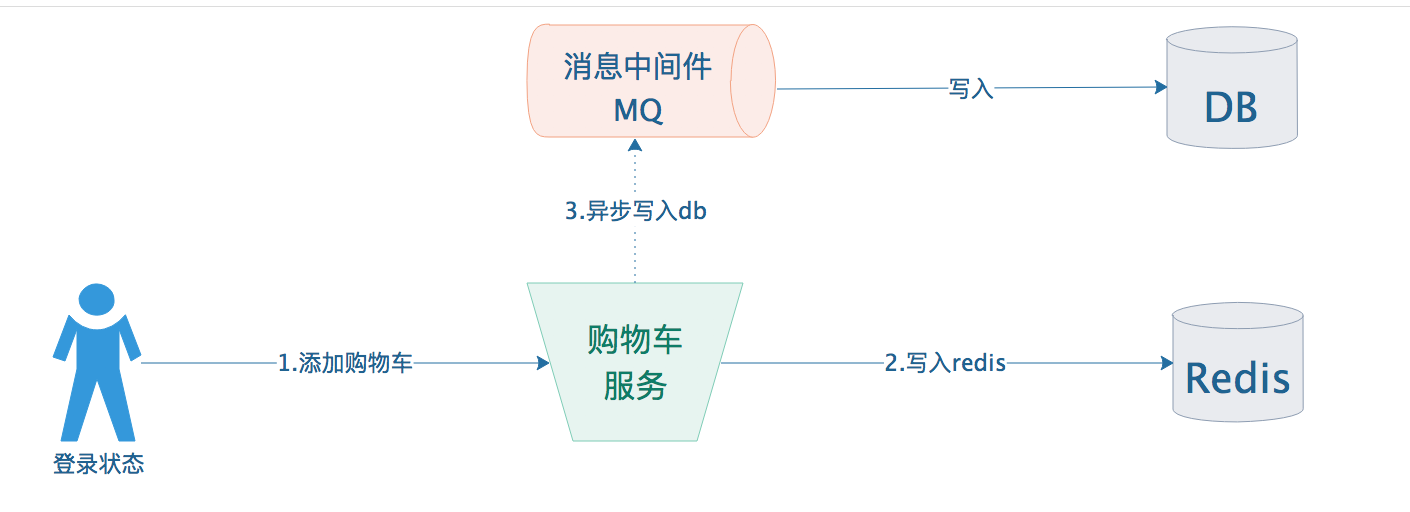 消息中间件
MQ
写入
DB
3.异步写入db
购物车
服务
1.添加购物车
2.写入redis
Redis
登录状态